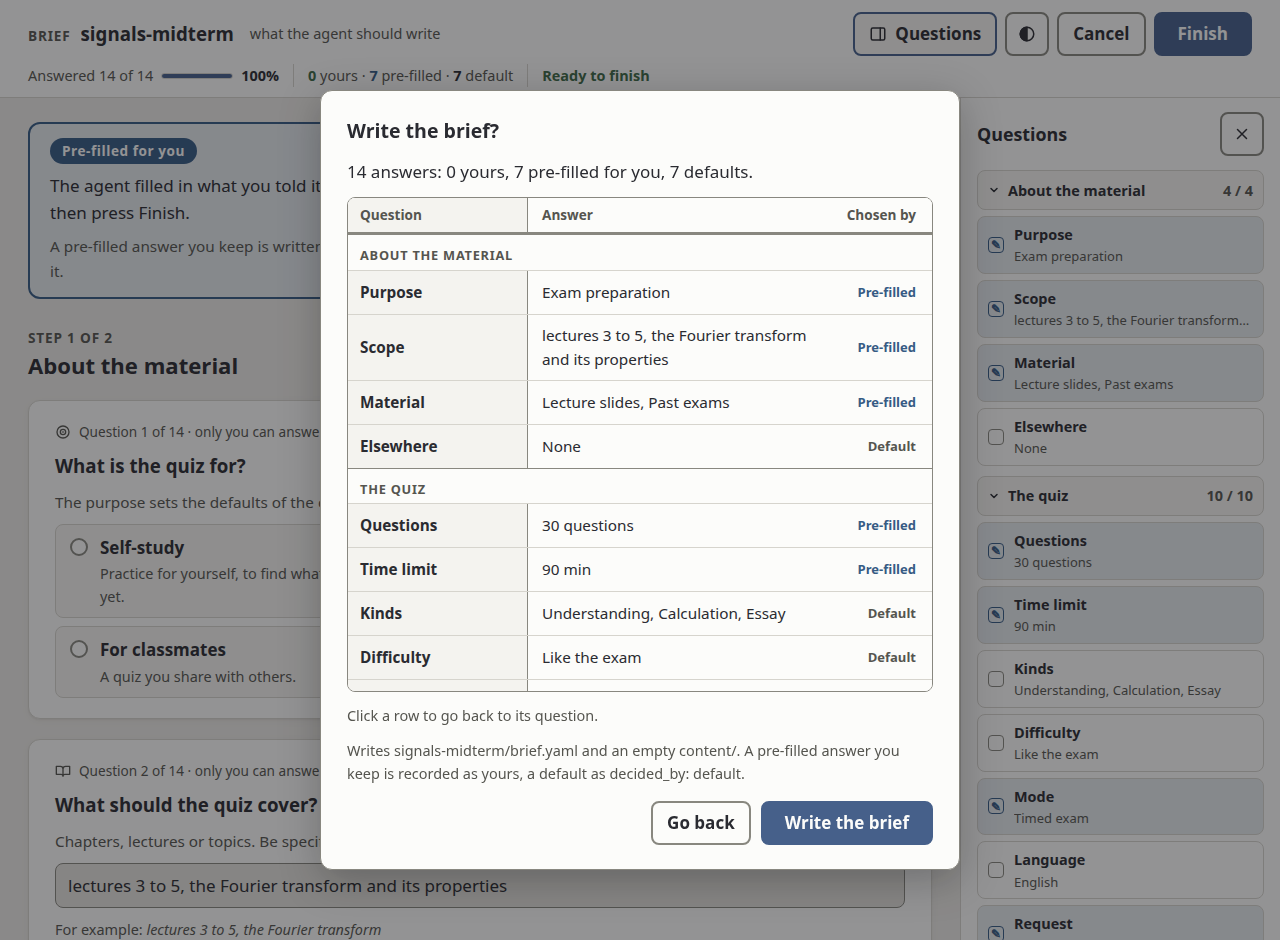 BRIEF signals-midterm what the agent should write
Questions
Cancel
Finish
Answered 14 of 14 100% 0 yours · 7 pre-filled · 7 default Ready to finish
Pre-filled for you
The agent filled in what you told it
then press Finish.
A pre-filled answer you keep is written
it.
STEP 1 OF 2
About the material
Question 1 of 14 · only you can answe
What is the quiz for?
The purpose sets the defaults of the
Self-study
Practice for yourself, to find wha
yet.
For classmates
A quiz you share with others.
Question 2 of 14 · only you can answe
What should the quiz cover?
Chapters, lectures or topics. Be speci
lectures 3 to 5, the Fourier transform and its properties
For example: lectures 3 to 5, the Fourier transform
Write the brief?
14 answers: 0 yours, 7 pre-filled for you, 7 defaults.
Question Answer Chosen by
ABOUT THE MATERIAL
Purpose Exam preparation Pre-filled
Scope lectures 3 to 5, the Fourier transform
and its properties Pre-filled
Material Lecture slides, Past exams Pre-filled
Elsewhere None Default
THE QUIZ
Questions 30 questions Pre-filled
Time limit 90 min Pre-filled
Kinds Understanding, Calculation, Essay Default
Difficulty Like the exam Default
Click a row to go back to its question.
Writes signals-midterm/brief.yaml and an empty content/. A pre-filled answer you
keep is recorded as yours, a default as decided_by: default.
Go back
Write the brief
Questions
About the material 4 / 4
Purpose
Exam preparation
Scope
lectures 3 to 5, the Fourier transform…
Material
Lecture slides, Past exams
Elsewhere
None
The quiz 10 / 10
Questions
30 questions
Time limit
90 min
Kinds
Understanding, Calculation, Essay
Difficulty
Like the exam
Mode
Timed exam
Language
English
Request